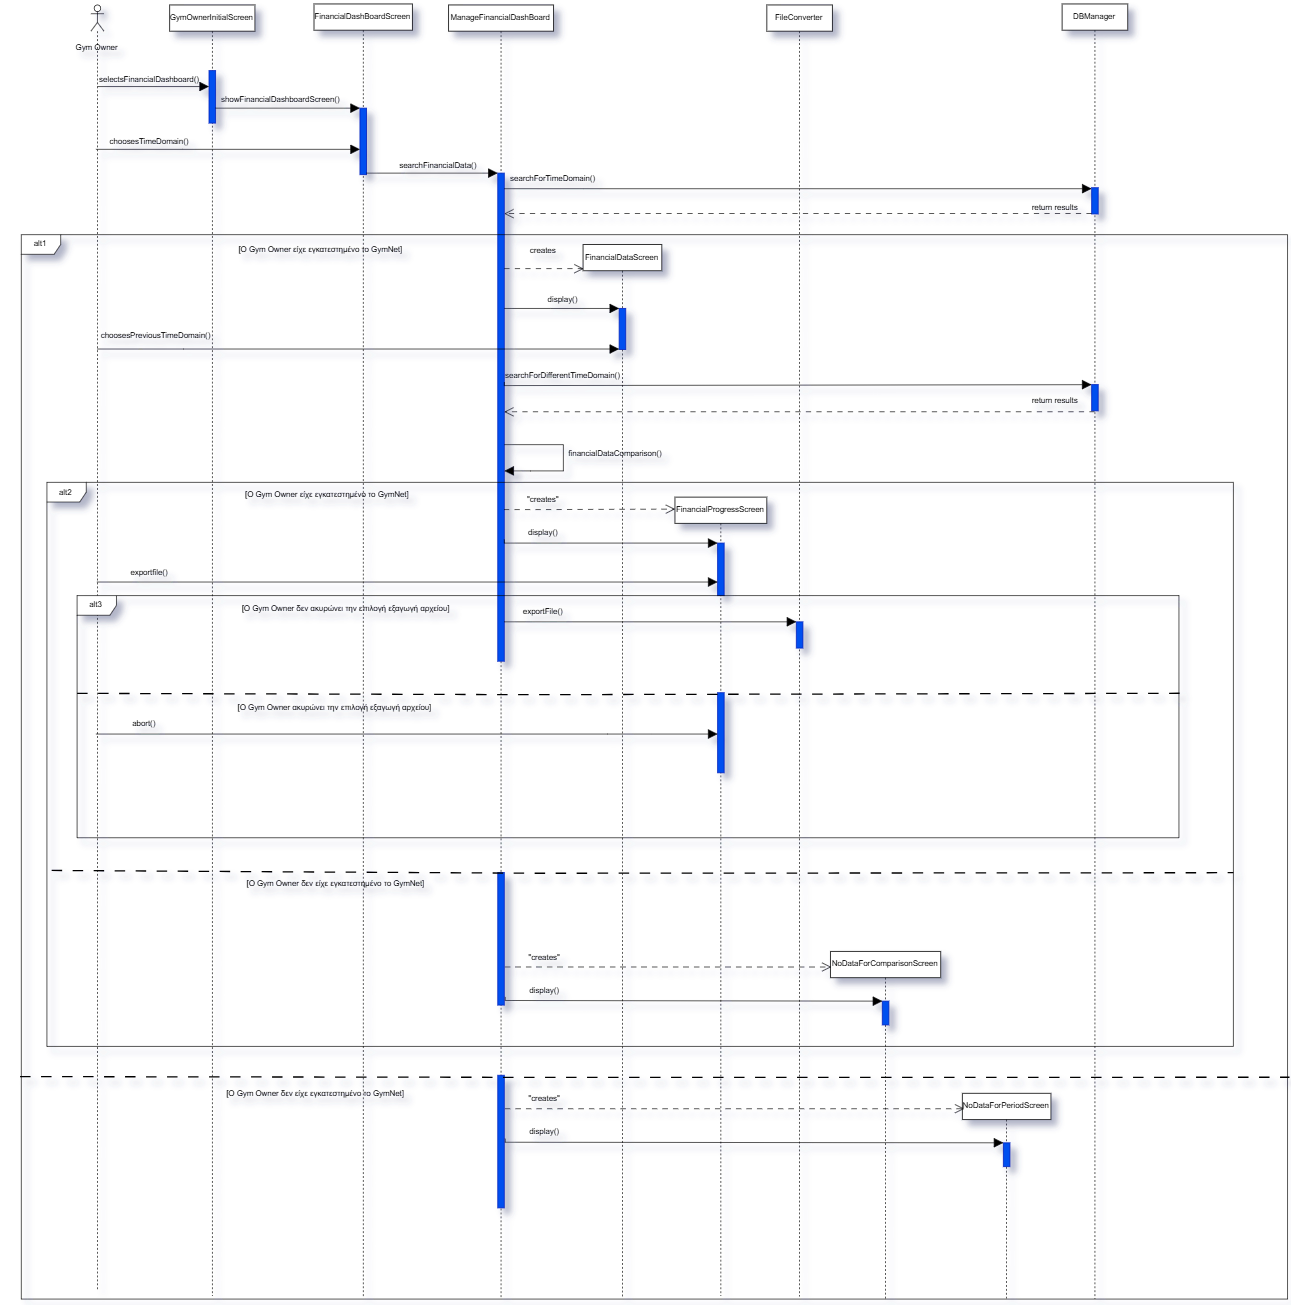 GymOwnerInitialScreen
FinancialDashBoardScreen
ManageFinancialDashBoard
FileConverter
DBManager
Gym Owner
selectsFinancialDashboard()
showFinancialDashboardScreen()
choosesTimeDomain()
searchFinancialData()
searchForTimeDomain()
return results
alt1
[Ο Gym Owner είχε εγκατεστημένο το GymNet]
creates
FinancialDataScreen
display()
choosesPreviousTimeDomain()
searchForDifferentTimeDomain()
return results
financialDataComparison()
alt2
[Ο Gym Owner είχε εγκατεστημένο το GymNet]
"creates"
FinancialProgressScreen
display()
exportfile()
alt3
[Ο Gym Owner δεν ακυρώνει την επιλογή εξαγωγή αρχείου]
exportFile()
[Ο Gym Owner ακυρώνει την επιλογή εξαγωγή αρχείου]
abort()
[Ο Gym Owner δεν είχε εγκατεστημένο το GymNet]
"creates"
NoDataForComparisonScreen
display()
[Ο Gym Owner δεν είχε εγκατεστημένο το GymNet]
"creates"
NoDataForPeriodScreen
display()